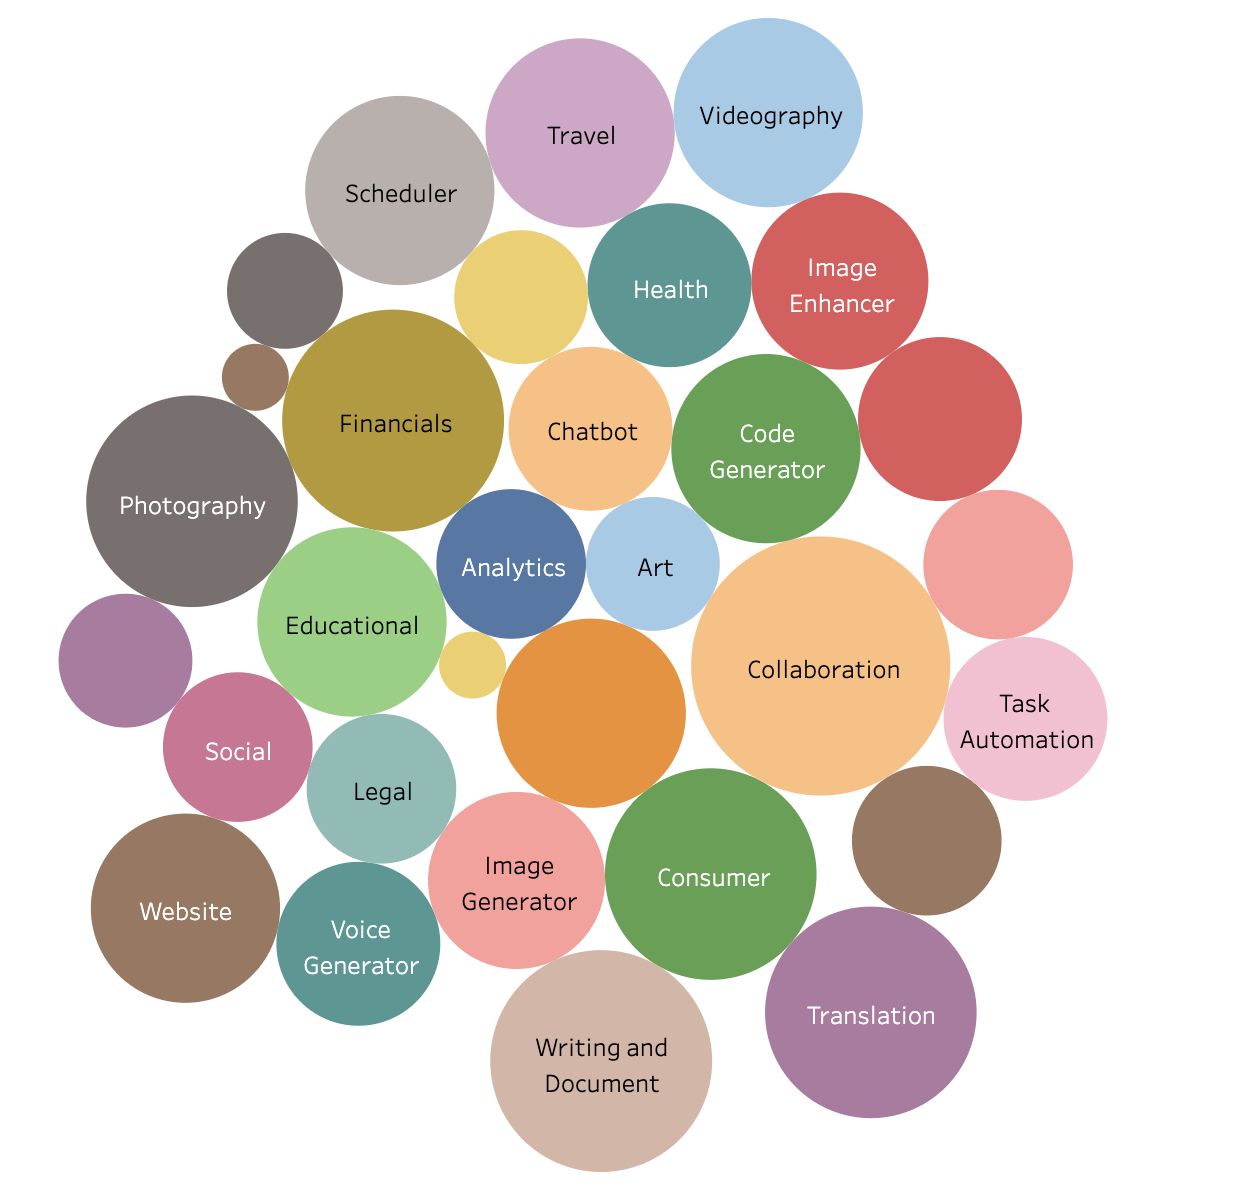 Videography
Travel
Scheduler
Image
Enhancer
Health
Financials
Chatbot
Code
Generator
Photography
Analytics
Art
Educational
Collaboration
Task
Automation
Social
Legal
Image
Generator
Consumer
Website
Voice
Generator
Translation
Writing and
Document